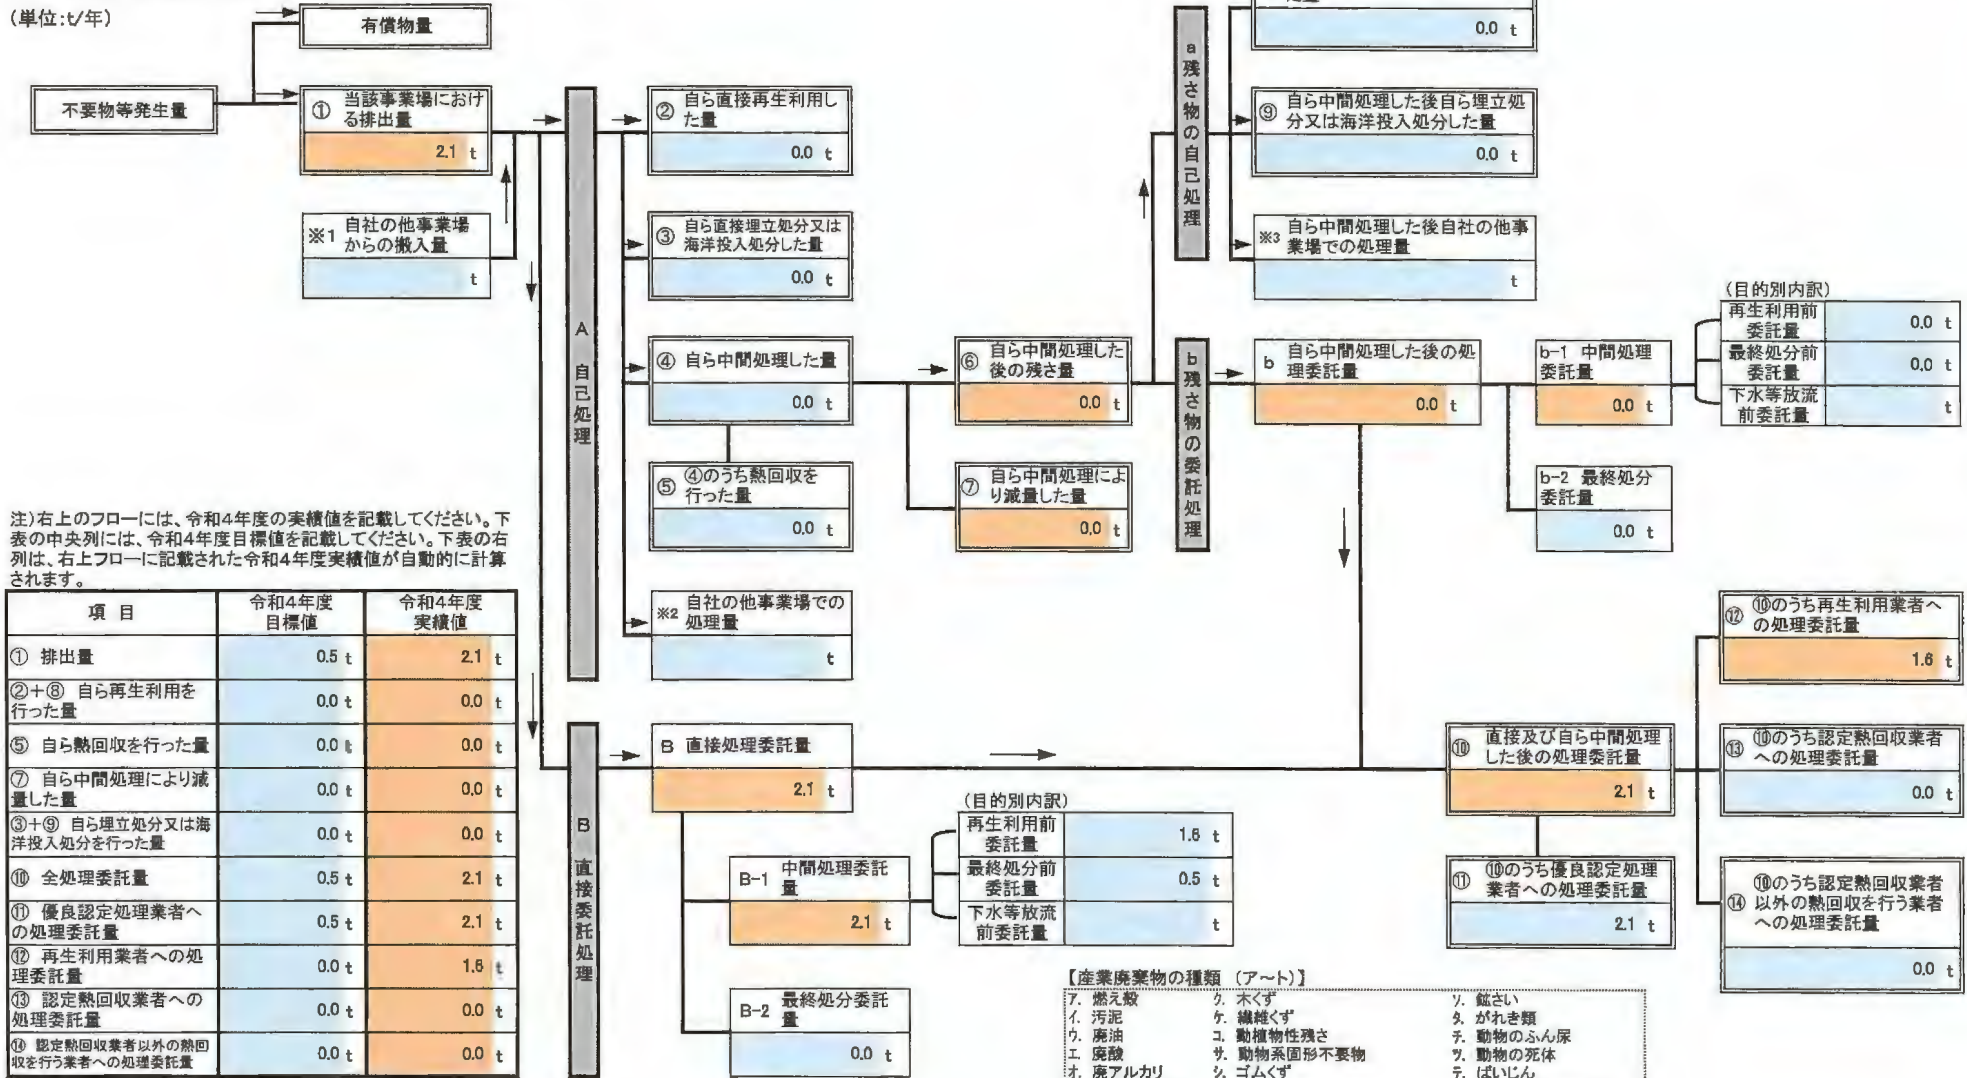 (単位:t/年)
有償物量
不要物等発生量
① 当該事業場におけ
る排出量
2.1 t
※1 自社の他事業場
からの搬入量
t
A 自己処理
② 自ら直接再生利用し
た量
0.0 t
③ 自ら直接埋立処分又は
海洋投入処分した量
0.0 t
④ 自ら中間処理した量
0.0 t
⑤ ④のうち熱回収を
行った量
0.0 t
※2 自社の他事業場での
処理量
t
⑥ 自ら中間処理した
後の残さ量
0.0 t
⑦ 自ら中間処理によ
り減量した量
0.0 t
a 残さ物の自己処理
0.0 t
⑨ 自ら中間処理した後自ら埋立処
分又は海洋投入処分した量
0.0 t
※3 自ら中間処理した後自社の他事
業場での処理量
t
b 残さ物の委託処理
b 自ら中間処理した後の処
理委託量
0.0 t
b-1 中間処理
委託量
0.0 t
b-2 最終処分
委託量
0.0 t
(目的別内訳)
再生利用前
委託量
0.0 t
最終処分前
委託量
0.0 t
下水等放流
前委託量
t
注)右上のフローには、令和4年度の実績値を記載してください。下
表の中央列には、令和4年度目標値を記載してください。下表の右
列は、右上フローに記載された令和4年度実績値が自動的に計算
されます。
項 目
令和4年度
目標値
令和4年度
実績値
① 排出量
0.5 t
2.1 t
②+⑧ 自ら再生利用を
行った量
0.0 t
0.0 t
⑤ 自ら熱回収を行った量
0.0 t
0.0 t
⑦ 自ら中間処理により減
量した量
0.0 t
0.0 t
③+⑨ 自ら埋立処分又は海
洋投入処分を行った量
0.0 t
0.0 t
⑩ 全処理委託量
0.5 t
2.1 t
⑪ 優良認定処理業者へ
の処理委託量
0.5 t
2.1 t
⑫ 再生利用業者への処
理委託量
0.0 t
1.6 t
⑬ 認定熱回収業者への
処理委託量
0.0 t
0.0 t
⑭ 認定熱回収業者以外の熱回
収を行う業者への処理委託量
0.0 t
0.0 t
B 直接委託処理
B 直接処理委託量
2.1 t
B-1 中間処理委託
量
2.1 t
B-2 最終処分委託
量
0.0 t
(目的別内訳)
再生利用前
委託量
1.6 t
最終処分前
委託量
0.5 t
下水等放流
前委託量
t
⑩ 直接及び自ら中間処理
した後の処理委託量
2.1 t
⑪ ⑩のうち優良認定処理
業者への処理委託量
2.1 t
⑫ ⑩のうち再生利用業者へ
の処理委託量
1.6 t
⑬ ⑩のうち認定熱回収業者
への処理委託量
0.0 t
⑭ ⑩のうち認定熱回収業者
以外の熱回収を行う業者
への処理委託量
0.0 t
【産業廃棄物の種類 (ア―ト)】
ア. 燃え殻 ク. 木くず ソ. 鉱さい
イ. 汚泥 ケ. 繊維くず タ. がれき類
ウ. 廃油 コ. 動植物性残さ チ. 動物のふん尿
エ. 廃酸 サ. 動物系固形不要物 ツ. 動物の死体
オ. 廃アルカリ シ. ゴムくず テ. ばいじん